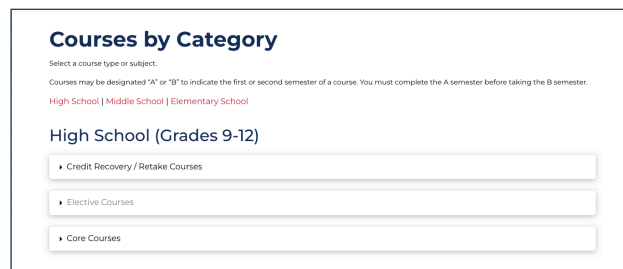 Courses by Category
Select a course type or subject.
Courses may be designated “A” or “B” to indicate the first or second semester of a course. You must complete the A semester before taking the B semester.
High School | Middle School | Elementary School
High School (Grades 9-12)
Credit Recovery / Retake Courses
Elective Courses
Core Courses